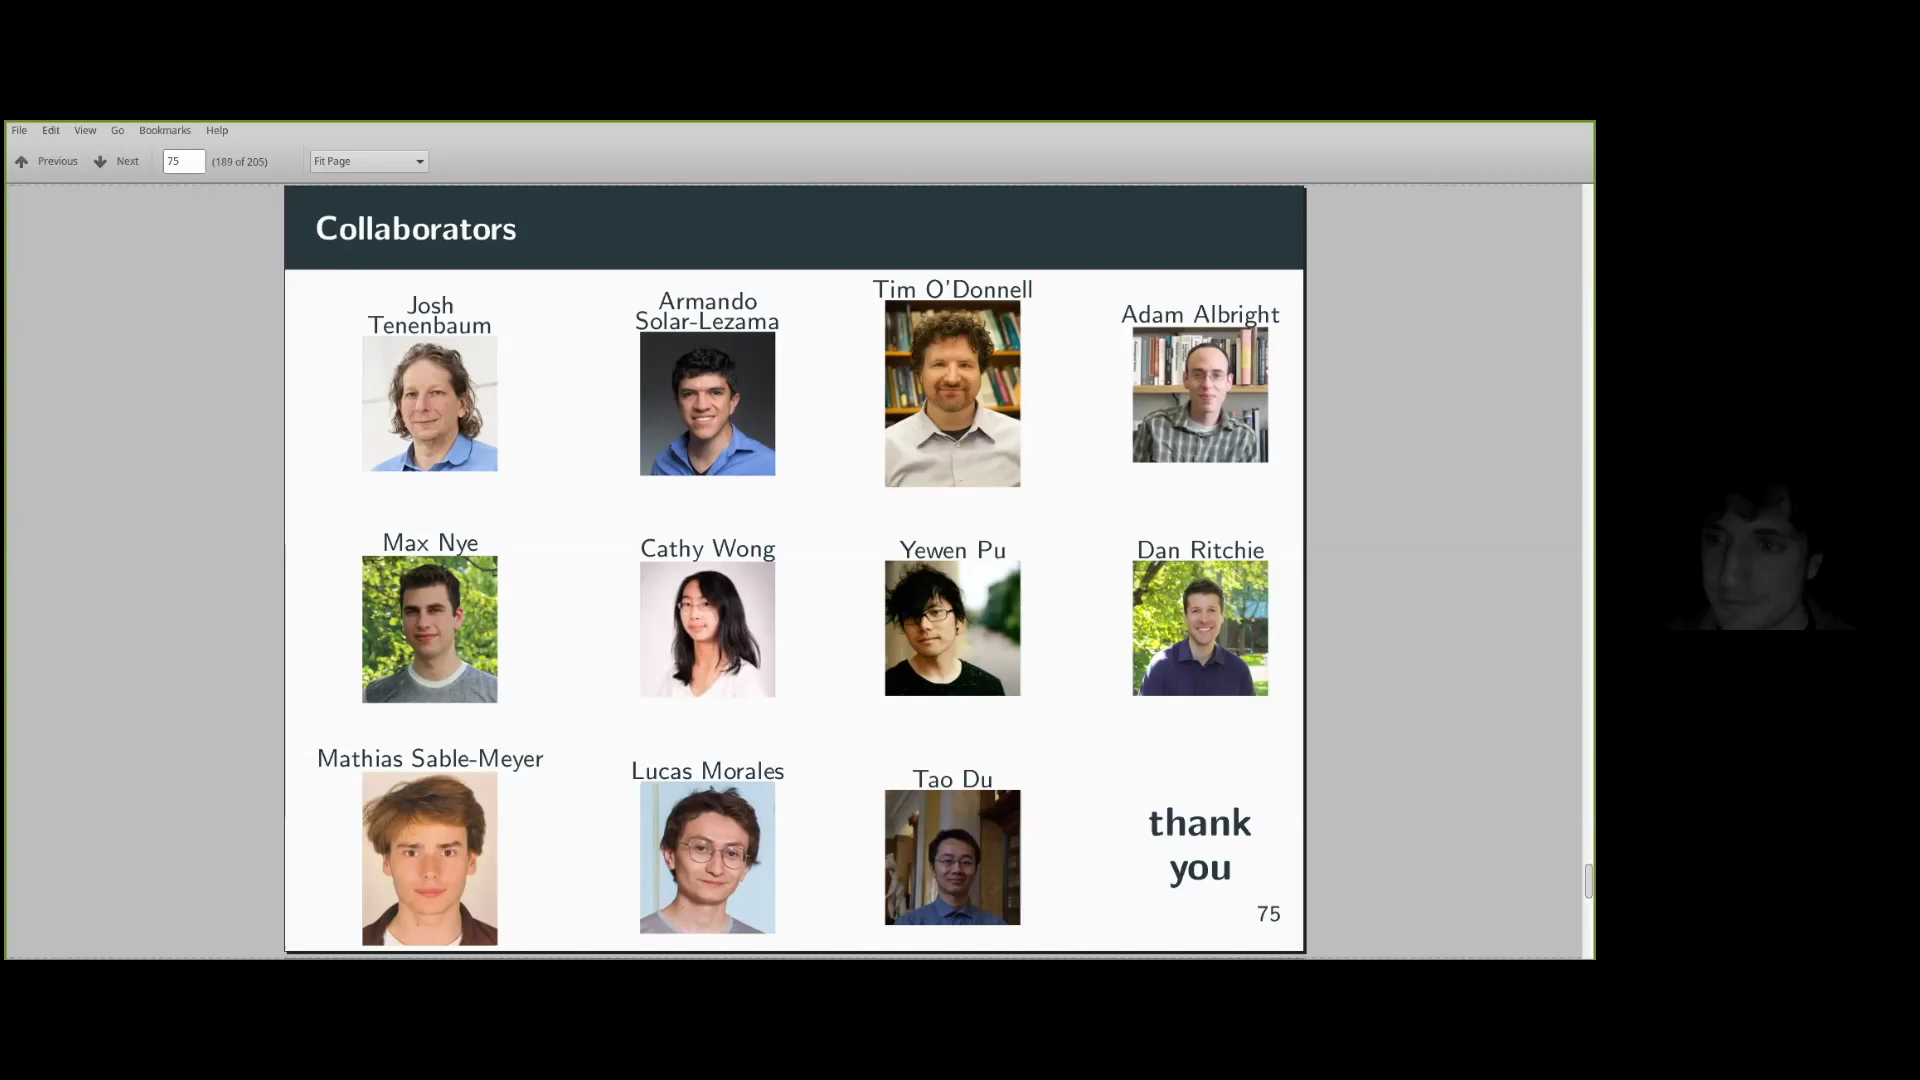 File Edit View Go Bookmarks Help
Previous Next 75 (189 of 205) Fit Page
Collaborators
Josh
Tenenbaum
Armando
Solar-Lezama
Tim O'Donnell
Adam Albright
Max Nye
Cathy Wong
Yewen Pu
Dan Ritchie
Mathias Sable-Meyer
Lucas Morales
Tao Du
thank
you
75